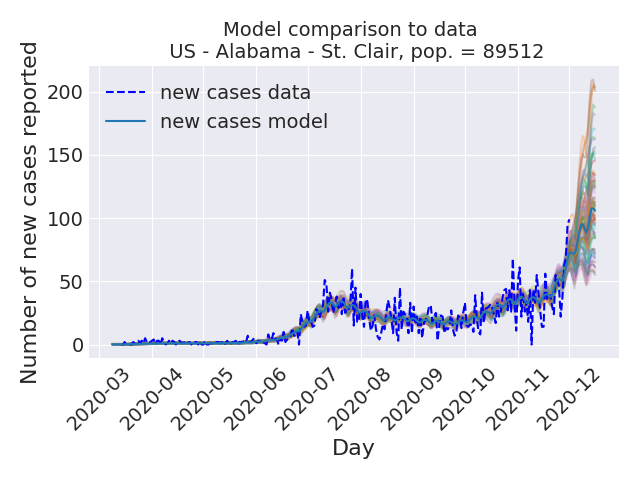 Model comparison to data
US - Alabama - St. Clair, pop. = 89512
Number of new cases reported
200
150
100
50
0
new cases data
new cases model
2020-03
2020-04
2020-05
2020-06
2020-07
2020-08
2020-09
2020-10
2020-11
2020-12
Day